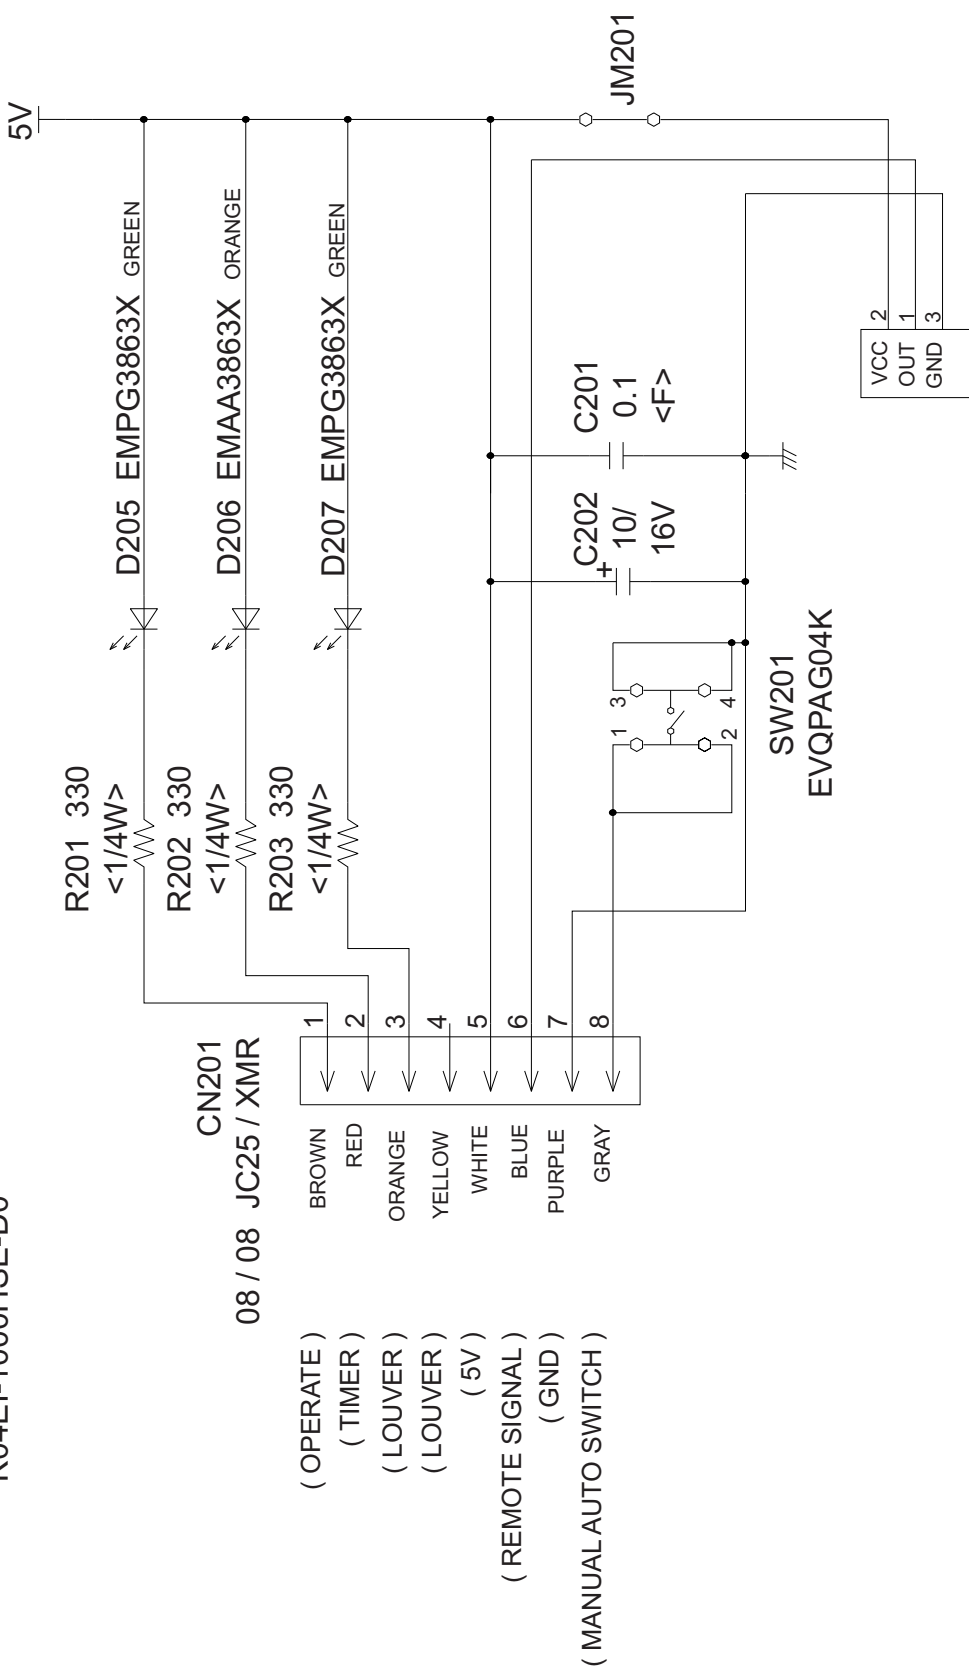 5V
JM201
D205 EMPG3863X GREEN
D206 EMAA3863X ORANGE
D207 EMPG3863X GREEN
R201 330
<1/4W>
R202 330
<1/4W>
R203 330
<1/4W>
C201
0.1
<F>
C202
+
10/
16V
VCC 2
OUT 1
GND 3
SW201
EVQPAG04K
1
2
3
4
CN201
08 / 08 JC25 / XMR
1
2
3
4
5
6
7
8
BROWN
RED
ORANGE
YELLOW
WHITE
BLUE
PURPLE
GRAY
( OPERATE )
( TIMER )
( LOUVER )
( LOUVER )
( 5V )
( REMOTE SIGNAL )
( GND )
( MANUAL AUTO SWITCH )